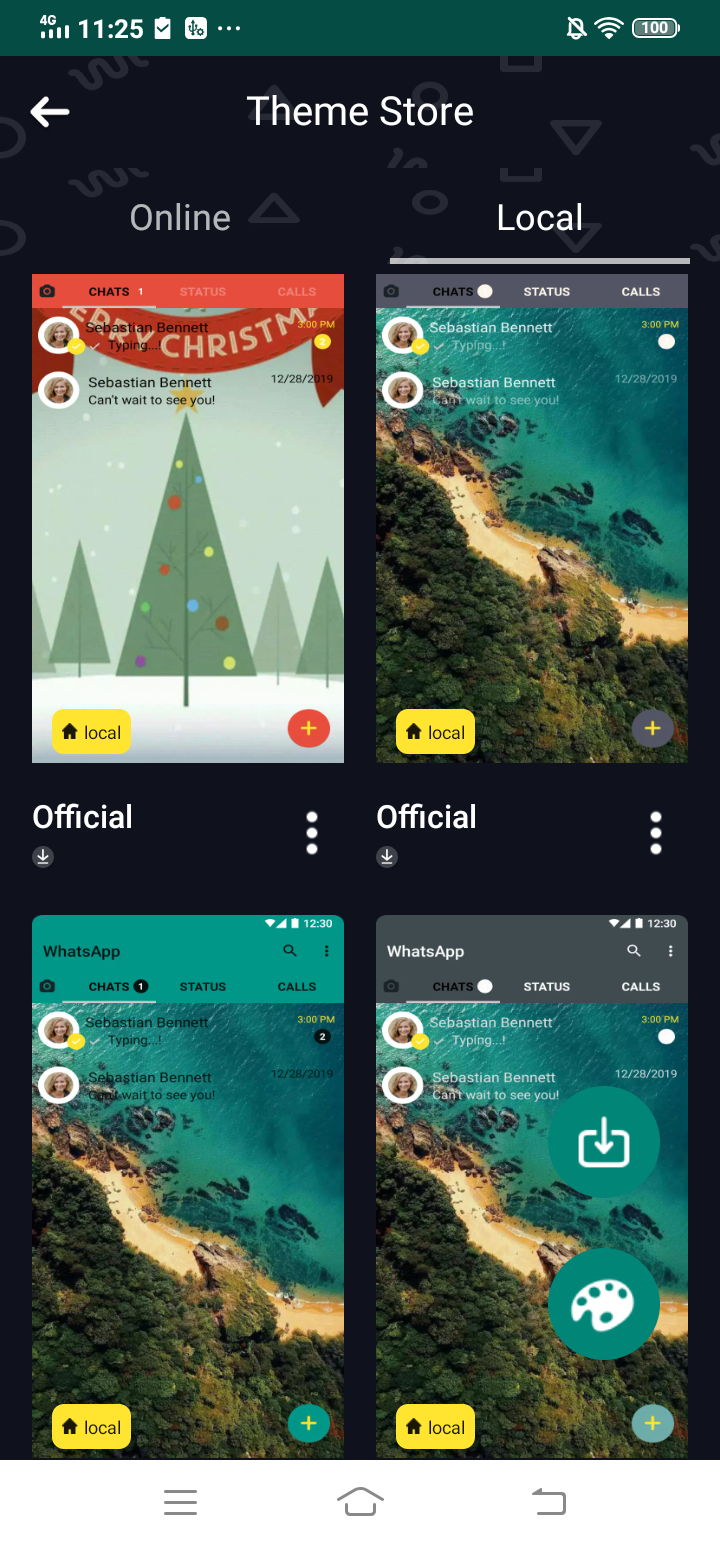 4G 11:25 100
Theme Store
Online Local
CHATS 1 STATUS CALLS
ERRY CHRISTM
Sebastian Bennett 3:00 PM
Typing...! 2
Sebastian Bennett 12/28/2019
Can't wait to see you!
local
CHATS STATUS CALLS
Sebastian Bennett 3:00 PM
Typing...!
Sebastian Bennett 12/28/2019
Can't wait to see you!
local
Official
Official
12:30
WhatsApp
CHATS 1 STATUS CALLS
Sebastian Bennett 3:00 PM
Typing...! 2
Sebastian Bennett 12/28/2019
Can't wait to see you!
local
12:30
WhatsApp
CHATS STATUS CALLS
Sebastian Bennett 3:00 PM
Typing...!
Sebastian Bennett 12/28/2019
Can't wait to see you!
local